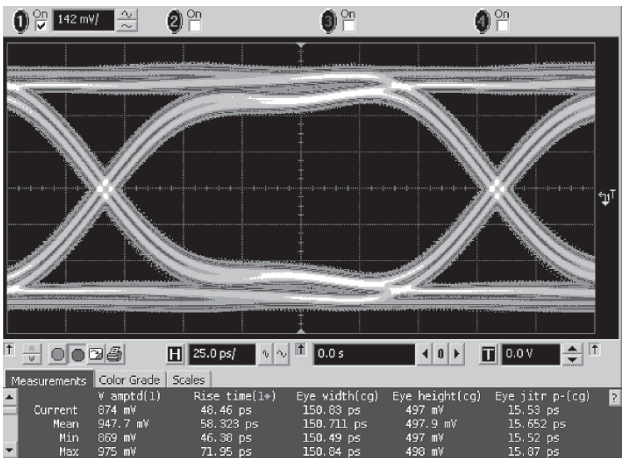 1 On 142 mV/ 2 On 3 On 4 On
T
H 25.0 ps/ 0.0 s 0 T 0.0 V
Measurements Color Grade Scales
V amptd(1) Rise time(1) Eye width(cg) Eye height(cg) Eye jitr p-(cg) ?
Current 874 mV 48.46 ps 150.83 ps 497 mV 15.53 ps
Mean 947.7 mV 58.328 ps 150.711 ps 497.9 mV 15.652 ps
Min 869 mV 46.38 ps 150.49 ps 497 mV 15.52 ps
Max 975 mV 71.95 ps 150.84 ps 498 mV 15.87 ps